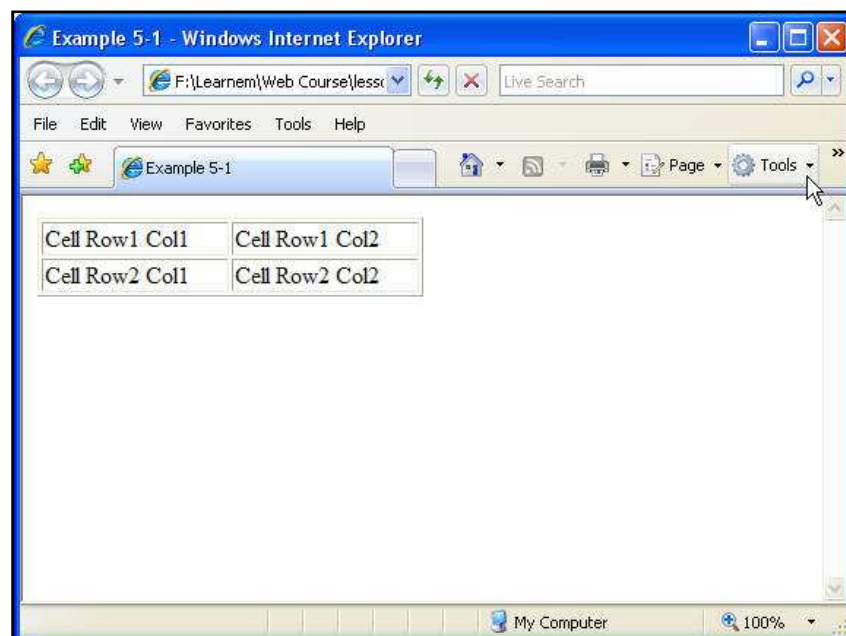 Example 5-1 - Windows Internet Explorer
F:\Learnem\Web Course\less Live Search
File Edit View Favorites Tools Help
Example 5-1 Page Tools »
Cell Row1 Col1 Cell Row1 Col2
Cell Row2 Col1 Cell Row2 Col2
My Computer 100%